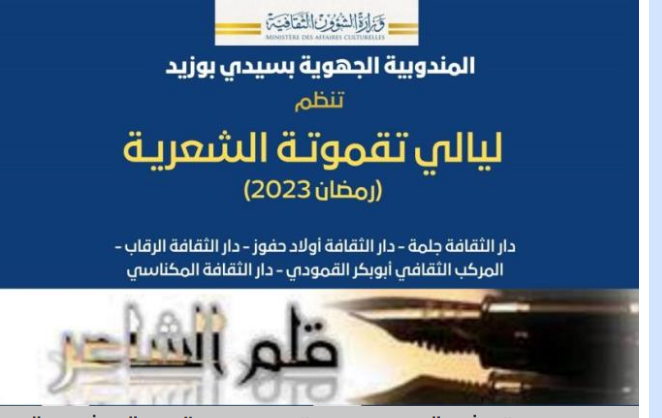 وزارة الشؤون الثقافية
MINISTÈRE DES AFFAIRES CULTURELLES
المندوبية الجهوية بسيدي بوزيد
تنظم
ليالي تقموتة الشعرية
(رمضان 2023)
دار الثقافة جلمة - دار الثقافة أولاد حفوز - دار الثقافة الرقاب -
المركب الثقافي أبوبكر القمودي - دار الثقافة المكناسي
قلم الشاعر